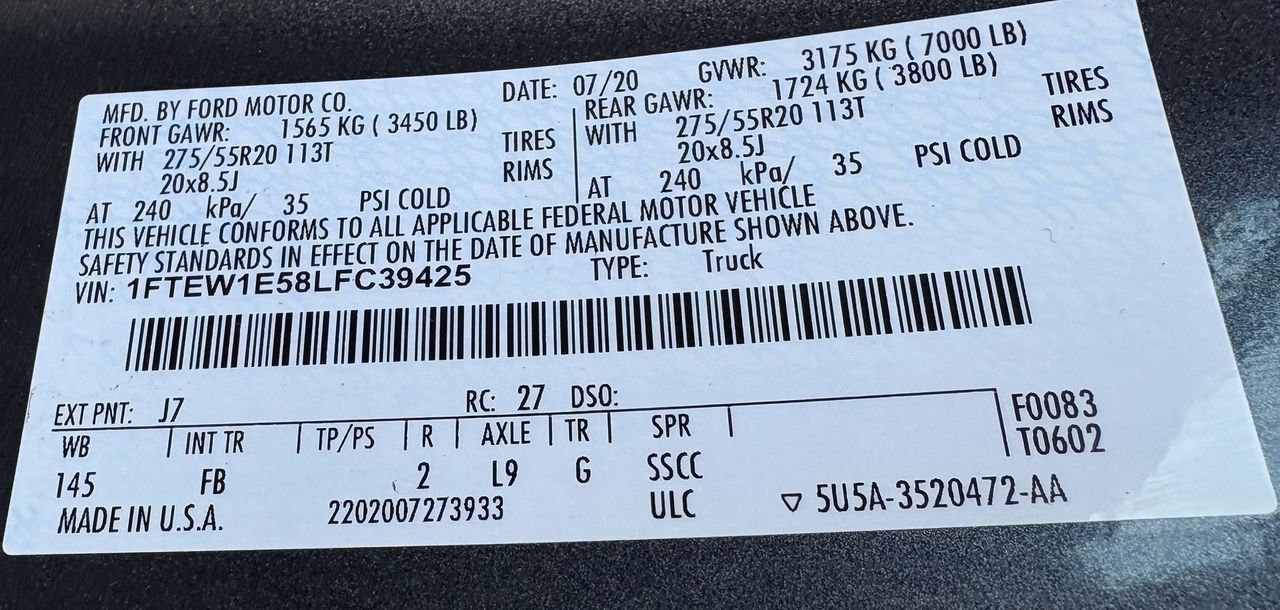 MFD. BY FORD MOTOR CO. DATE: 07/20 GVWR: 3175 KG ( 7000 LB)
FRONT GAWR: 1565 KG ( 3450 LB) REAR GAWR: 1724 KG ( 3800 LB)
WITH 275/55R20 113T TIRES WITH 275/55R20 113T TIRES
20x8.5J RIMS 20x8.5J RIMS
AT 240 kPa/ 35 PSI COLD AT 240 kPa/ 35 PSI COLD
THIS VEHICLE CONFORMS TO ALL APPLICABLE FEDERAL MOTOR VEHICLE
SAFETY STANDARDS IN EFFECT ON THE DATE OF MANUFACTURE SHOWN ABOVE.
VIN: 1FTEW1E58LFC39425 TYPE: Truck
EXT PNT: J7 RC: 27 DSO:
WB INT TR TP/PS R AXLE TR SPR F0083
T0602
145 FB 2 L9 G SSCC
MADE IN U.S.A. 2202007273933 ULC ▽ 5U5A-3520472-AA